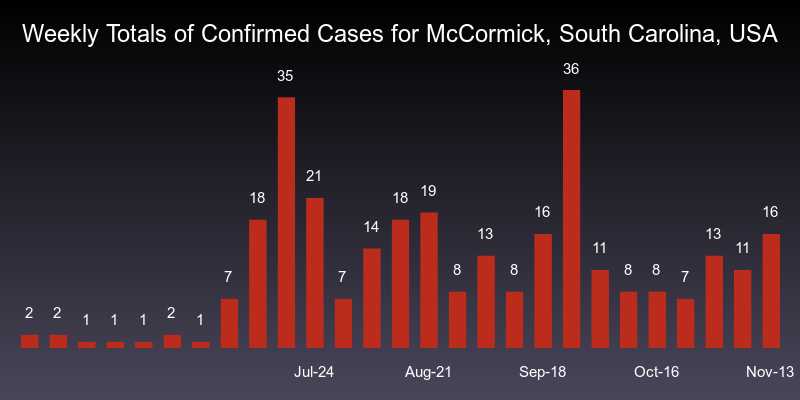 Weekly Totals of Confirmed Cases for McCormick, South Carolina, USA
2 2 1 1 1 2 1 7 18 35 21 7 14 18 19 8 13 8 16 36 11 8 8 7 13 11 16
Jul-24 Aug-21 Sep-18 Oct-16 Nov-13